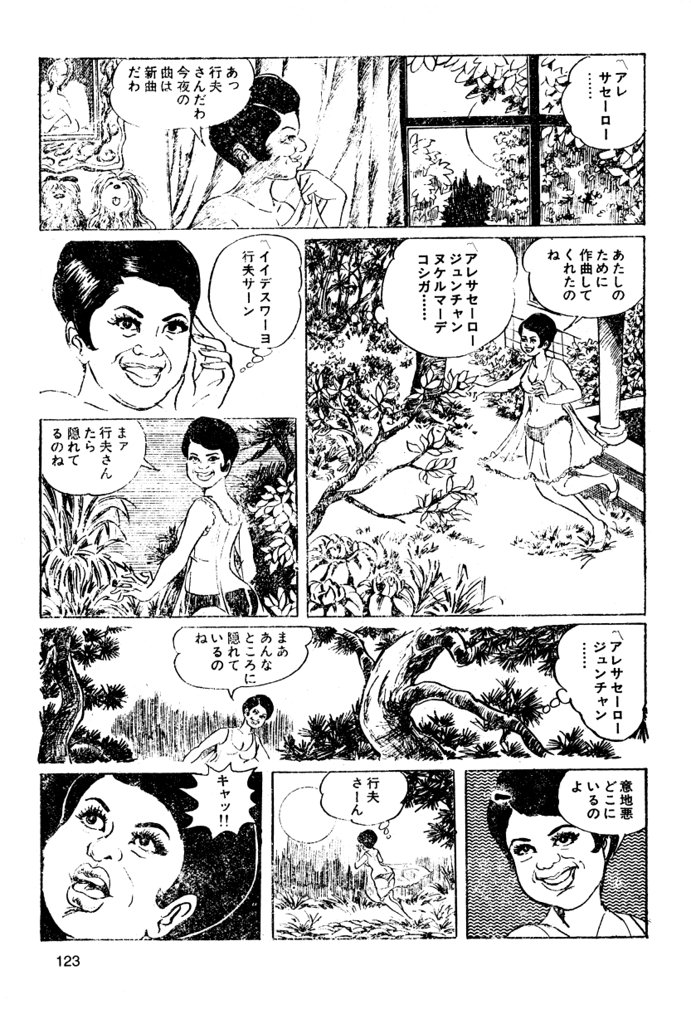 〽アレ
サセーロー
……
あっ
行夫
さんだわ
今夜の
曲は
新曲
だわ
あたしの
ために
作曲して
くれたの
ね
〽アレサセーロー
ジュンチャン
ヌケルマーデ
コシガ……
イイデスワーヨ
行夫サーン
まァ
行夫さん
たら
隠れて
るのね
〽アレサセーロー
ジュンチャン
……
まあ
あんな
ところに
隠れて
いるの
ね
意地悪
どこに
いるの
よ
行夫
さーん
キャッ!!
123